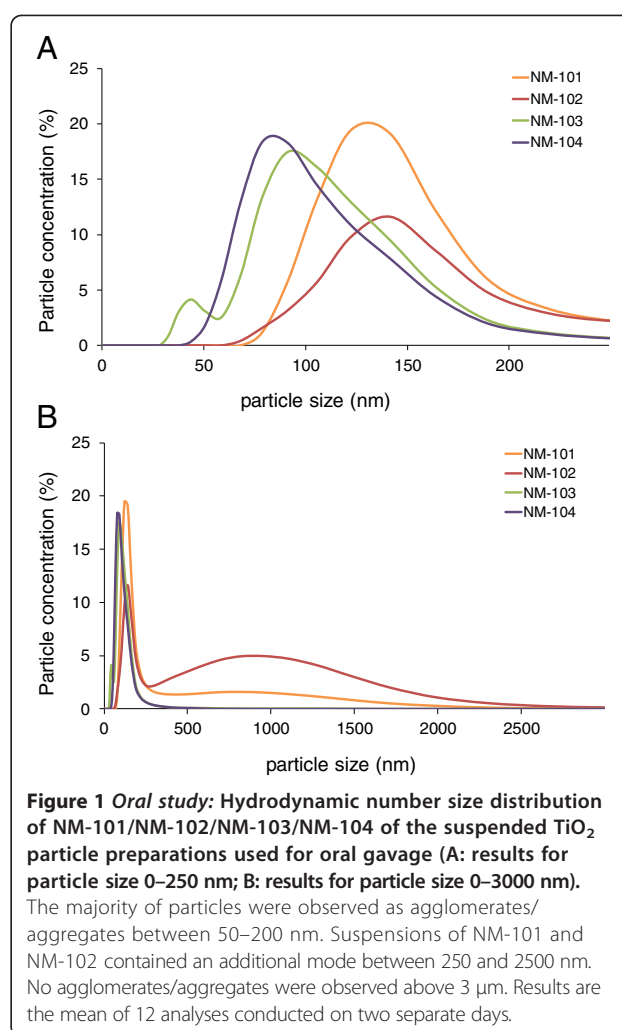 A
25
20
15
10
5
0
Particle concentration (%)
NM-101
NM-102
NM-103
NM-104
0 50 100 150 200
particle size (nm)
B
25
20
15
10
5
0
Particle concentration (%)
NM-101
NM-102
NM-103
NM-104
0 500 1000 1500 2000 2500
particle size (nm)
Figure 1 Oral study: Hydrodynamic number size distribution
of NM-101/NM-102/NM-103/NM-104 of the suspended TiO₂
particle preparations used for oral gavage (A: results for
particle size 0–250 nm; B: results for particle size 0–3000 nm).
The majority of particles were observed as agglomerates/
aggregates between 50–200 nm. Suspensions of NM-101 and
NM-102 contained an additional mode between 250 and 2500 nm.
No agglomerates/aggregates were observed above 3 μm. Results are
the mean of 12 analyses conducted on two separate days.